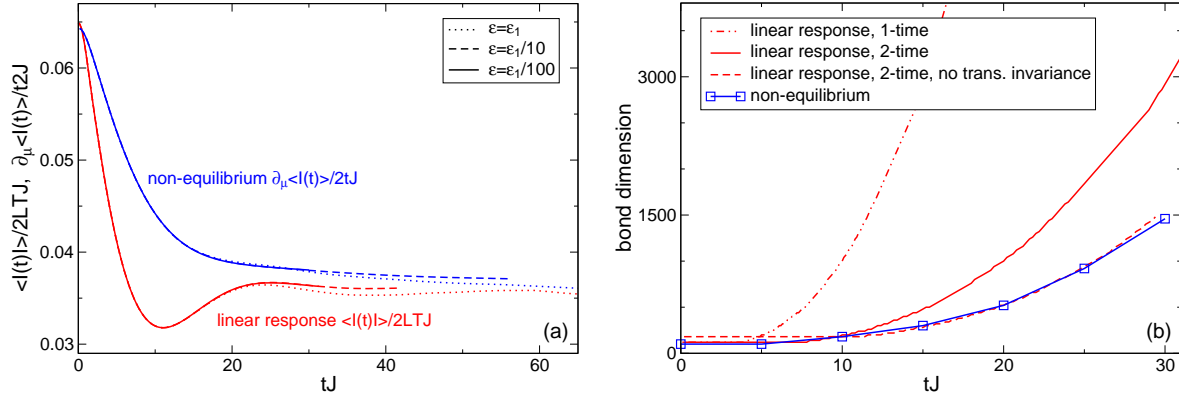 <I(t)I>/2LTJ, ∂μ<I(t)>/t2J
0.06
0.05
0.04
0.03
ε=ε₁
ε=ε₁/10
ε=ε₁/100
non-equilibrium ∂μ<I(t)>/2tJ
linear response <I(t)I>/2LTJ
(a)
0 20 40 60
tJ
bond dimension
3000
1500
0
linear response, 1-time
linear response, 2-time
linear response, 2-time, no trans. invariance
non-equilibrium
(b)
0 10 20 30
tJ